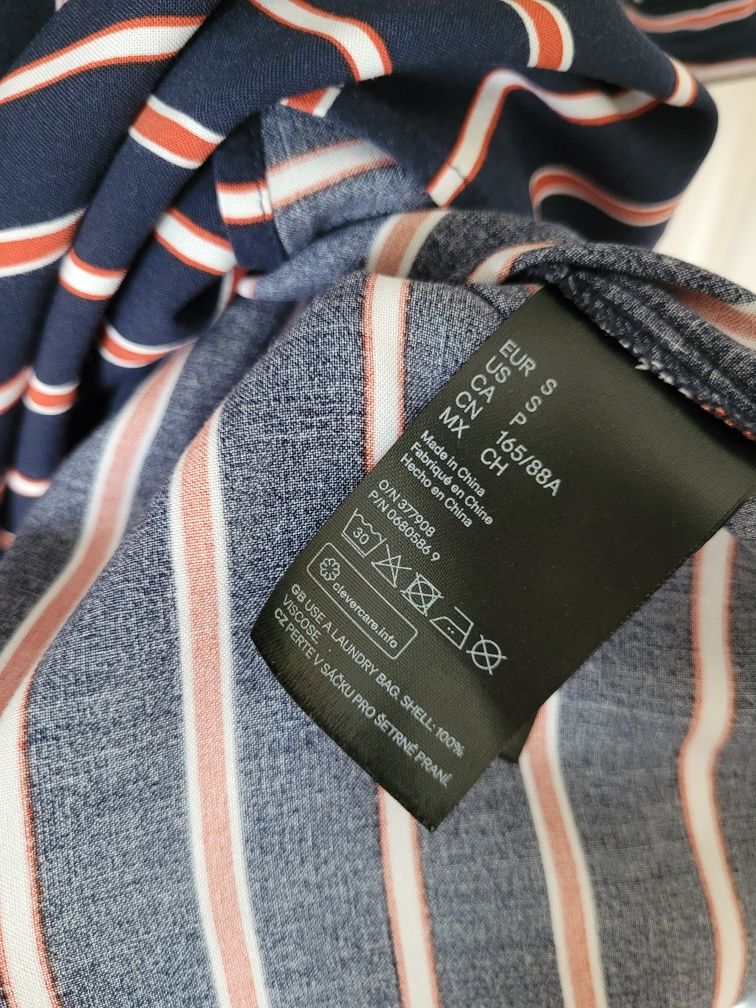 EUR S
US S
CA P
CN 165/88A
MX CH
Made in China
Fabriqué en Chine
Hecho en China
O/N 377908
P/N 0680586 9
30
clevercare.info
GB USE A LAUNDRY BAG. SHELL: 100%
VISCOSE.
CZ PERTE V SÁČKU PRO ŠETRNÉ PRANÍ.